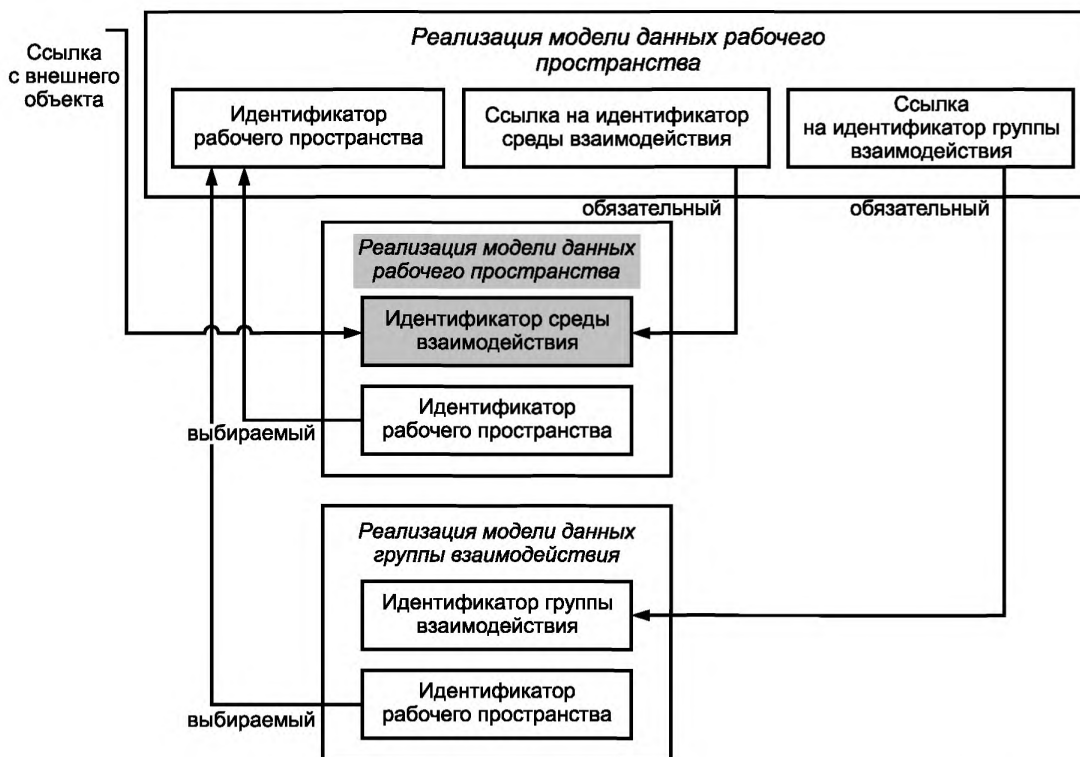 Реализация модели данных рабочего
пространства
Ссылка
с внешнего
объекта
Идентификатор
рабочего пространства
Ссылка на идентификатор
среды взаимодействия
Ссылка
на идентификатор группы
взаимодействия
обязательный
обязательный
Реализация модели данных
рабочего пространства
Идентификатор среды
взаимодействия
Идентификатор
рабочего пространства
выбираемый
Реализация модели данных
группы взаимодействия
Идентификатор группы
взаимодействия
Идентификатор
рабочего пространства
выбираемый